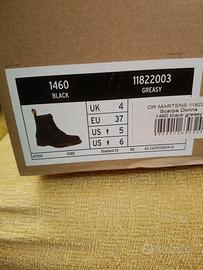 1460
BLACK
11822003
GREASY
UK 4
EU 37
US 5
US 6
DR MARTENS 11822
Scarpa Donna
1460 black greasy